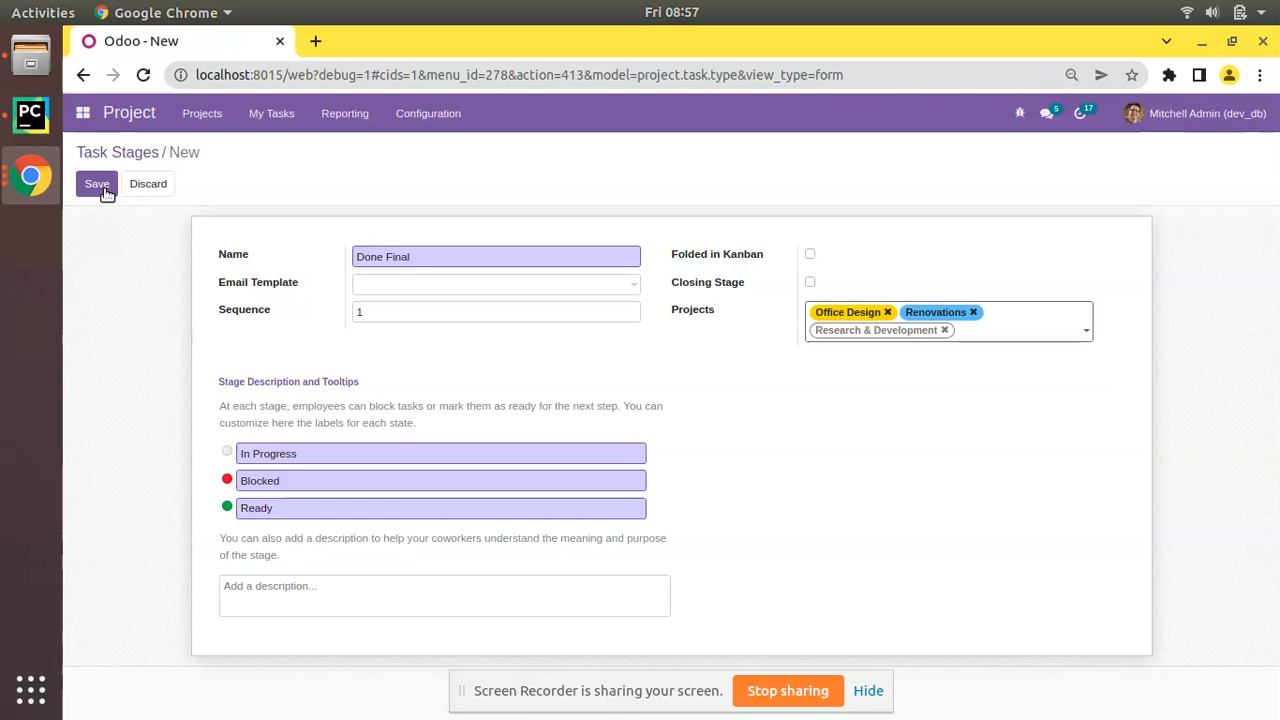 Activities Google Chrome Fri 08:57
Odoo - New
localhost:8015/web?debug=1#cids=1&menu_id=278&action=413&model=project.task.type&view_type=form
Project Projects My Tasks Reporting Configuration 5 17 Mitchell Admin (dev_db)
Task Stages / New
Save Discard
Name Done Final Folded in Kanban
Email Template Closing Stage
Sequence 1 Projects Office Design Renovations
Research & Development
Stage Description and Tooltips
At each stage, employees can block tasks or mark them as ready for the next step. You can
customize here the labels for each state.
In Progress
Blocked
Ready
You can also add a description to help your coworkers understand the meaning and purpose
of the stage.
Add a description...
Screen Recorder is sharing your screen. Stop sharing Hide
PC